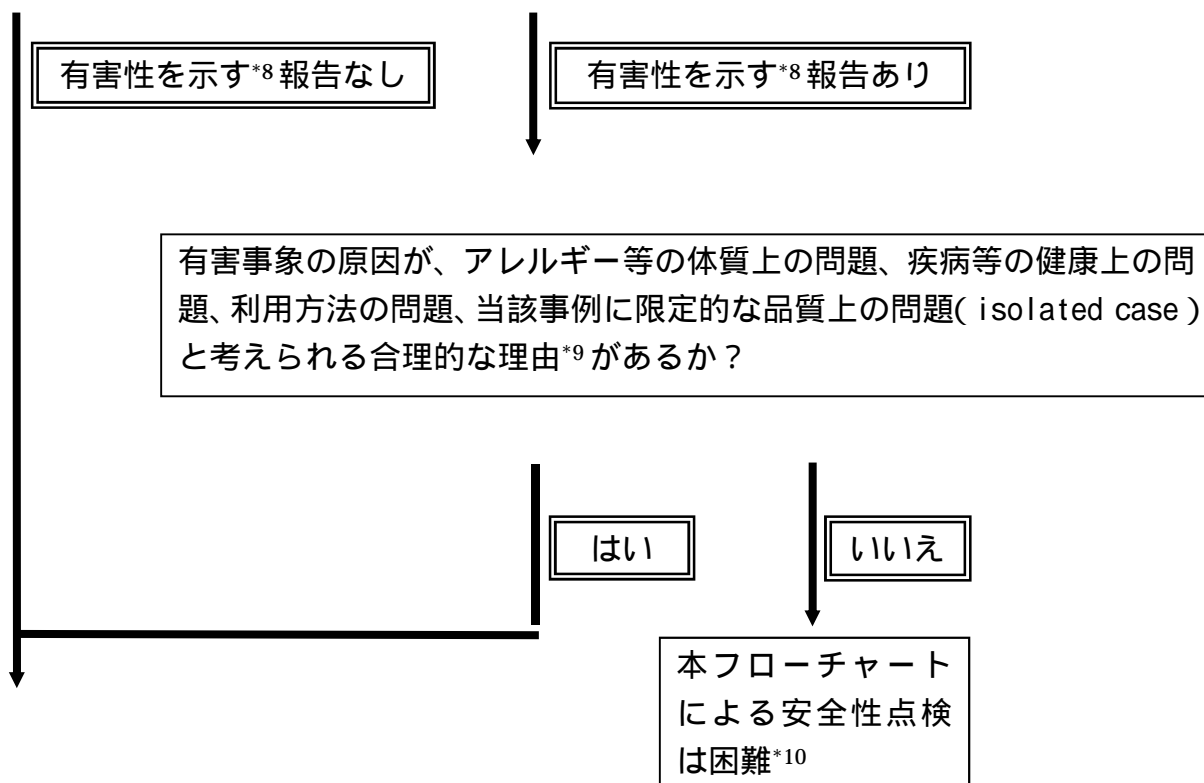 有害性を示す*8報告なし
有害性を示す*8報告あり
有害事象の原因が、アレルギー等の体質上の問題、疾病等の健康上の問
題、利用方法の問題、当該事例に限定的な品質上の問題(isolated case)
と考えられる合理的な理由*9があるか？
はい
いいえ
本フローチャート
による安全性点検
は困難*10